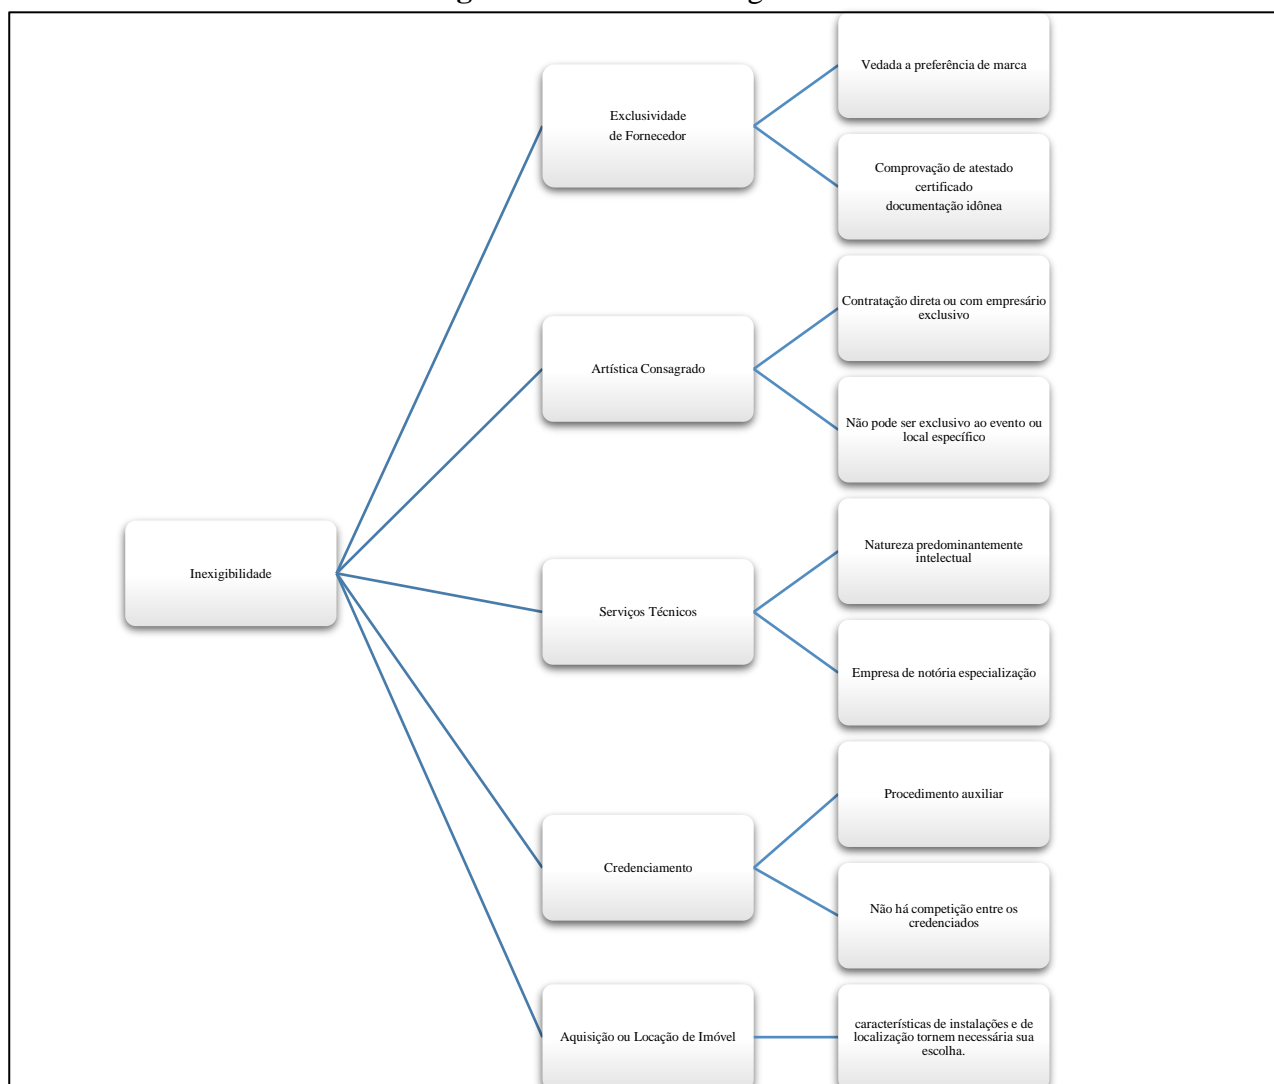 Inexigibilidade
Exclusividade
de Fornecedor
Vedada a preferência de marca
Comprovação de atestado
certificado
documentação idônea
Artística Consagrado
Contratação direta ou com empresário
exclusivo
Não pode ser exclusivo ao evento ou
local específico
Serviços Técnicos
Natureza predominantemente
intelectual
Empresa de notória especialização
Credenciamento
Procedimento auxiliar
Não há competição entre os
credenciados
Aquisição ou Locação de Imóvel
características de instalações e de
localização tornem necessária sua
escolha.